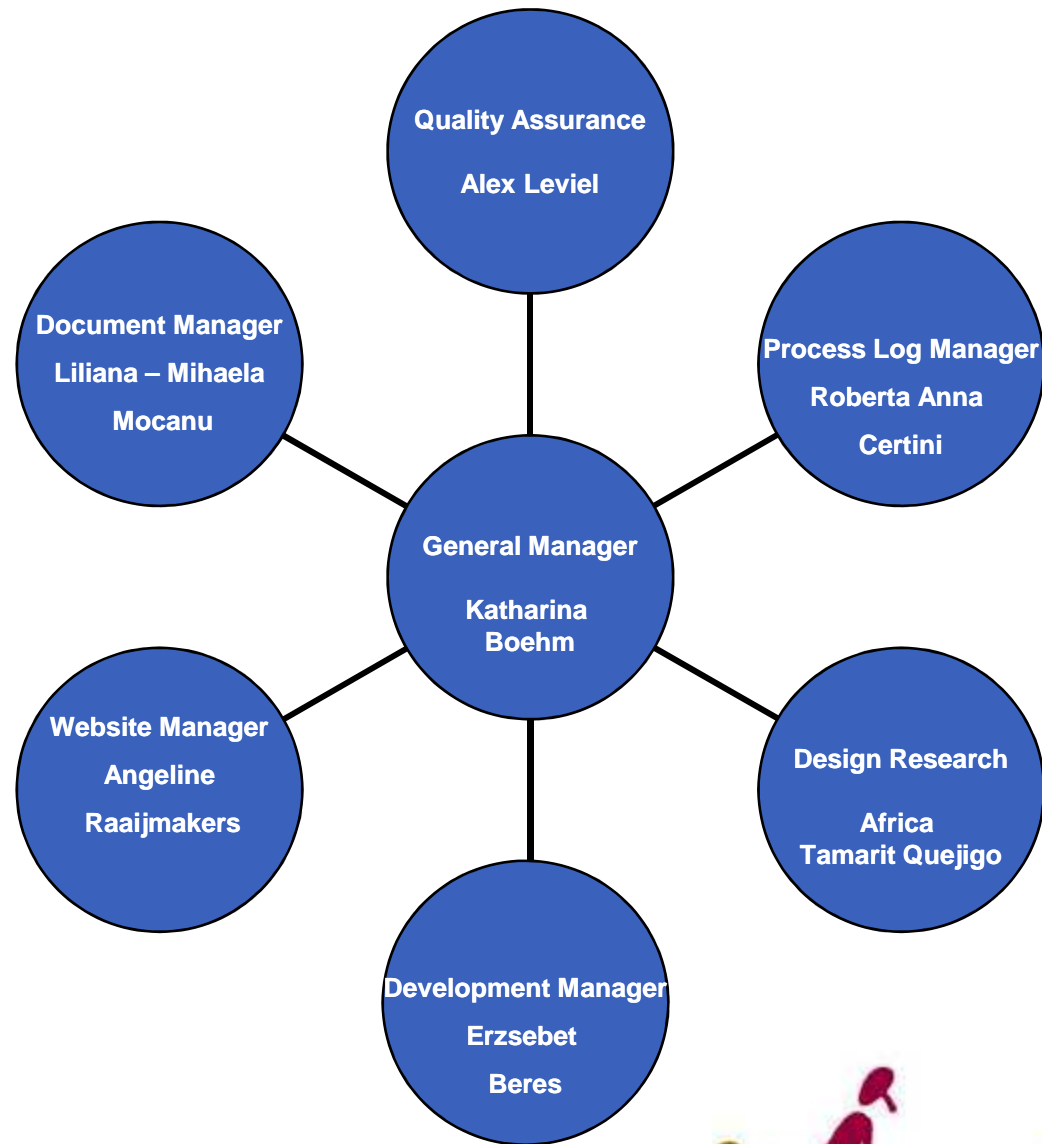 Quality Assurance
Alex Leviel
Document Manager
Liliana – Mihaela
Mocanu
Process Log Manager
Roberta Anna
Certini
General Manager
Katharina
Boehm
Website Manager
Angeline
Raaijmakers
Design Research
Africa
Tamarit Quejigo
Development Manager
Erzsebet
Beres